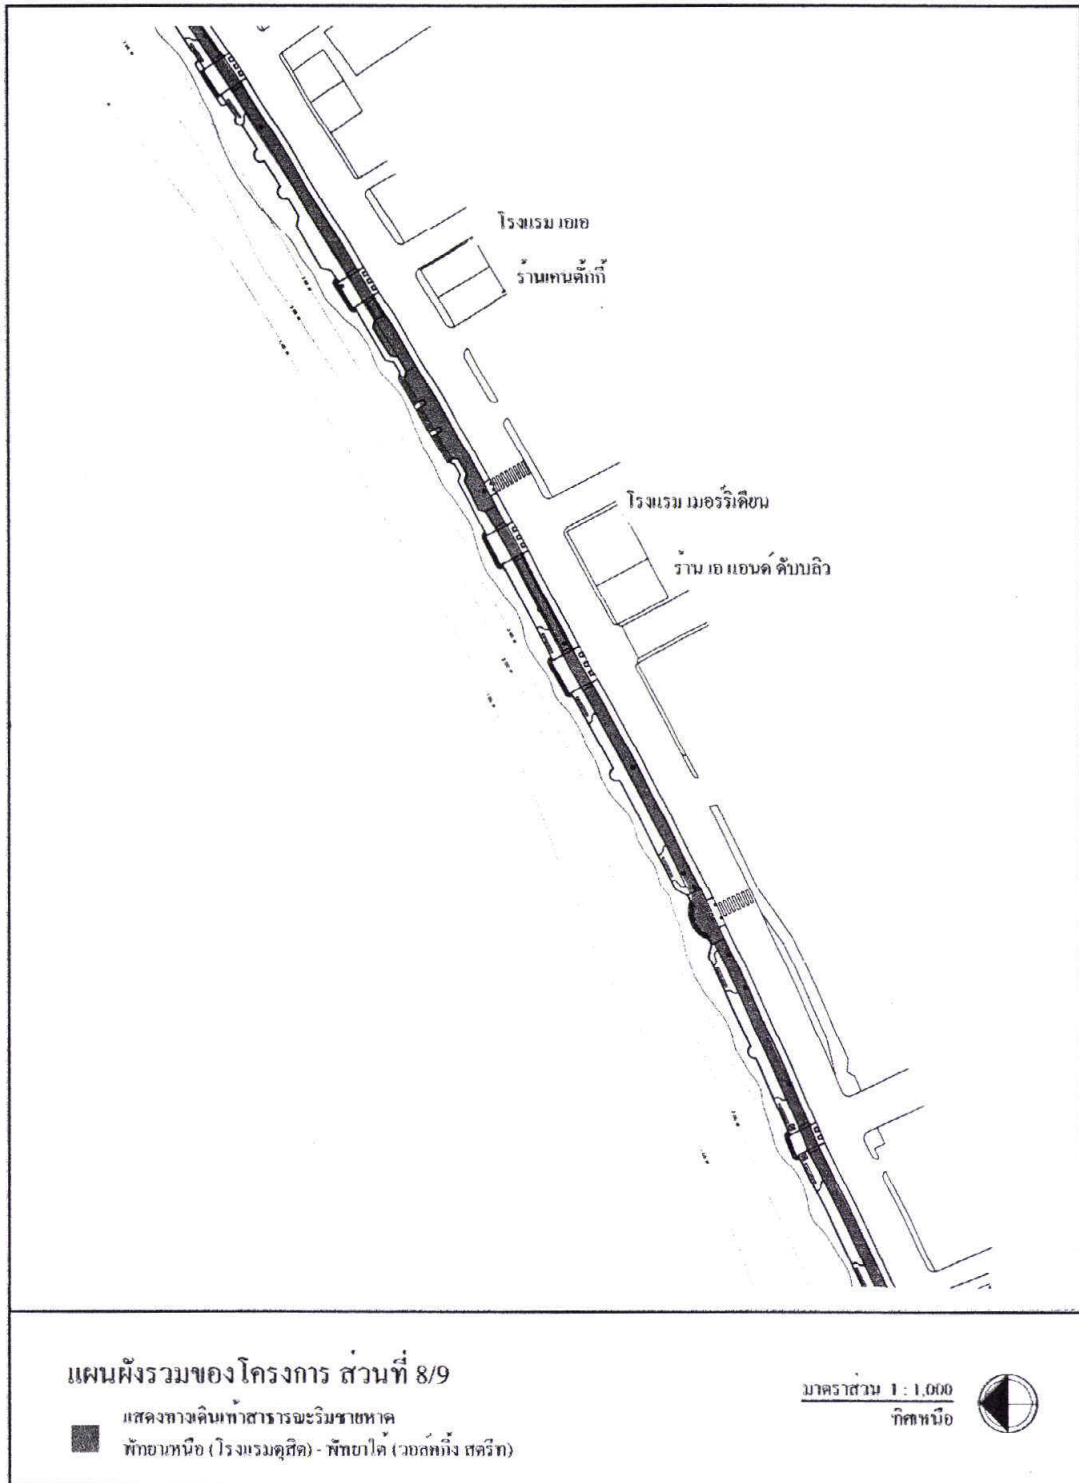 โรงแรม เอเอ
ร้านเคนตั๊กกี้
โรงแรม เมอร์ริเดียน
ร้าน เอ แอนด์ ดับบลิว
แผนผังรวมของโครงการ ส่วนที่ 8/9
แสดงทางเดินเท้าสาธารณะริมชายหาด
พัทยาเหนือ (โรงแรมดุสิต) - พัทยาใต้ (วอล์คกิ้ง สตรีท)
มาตราส่วน 1 : 1,000
ทิศเหนือ